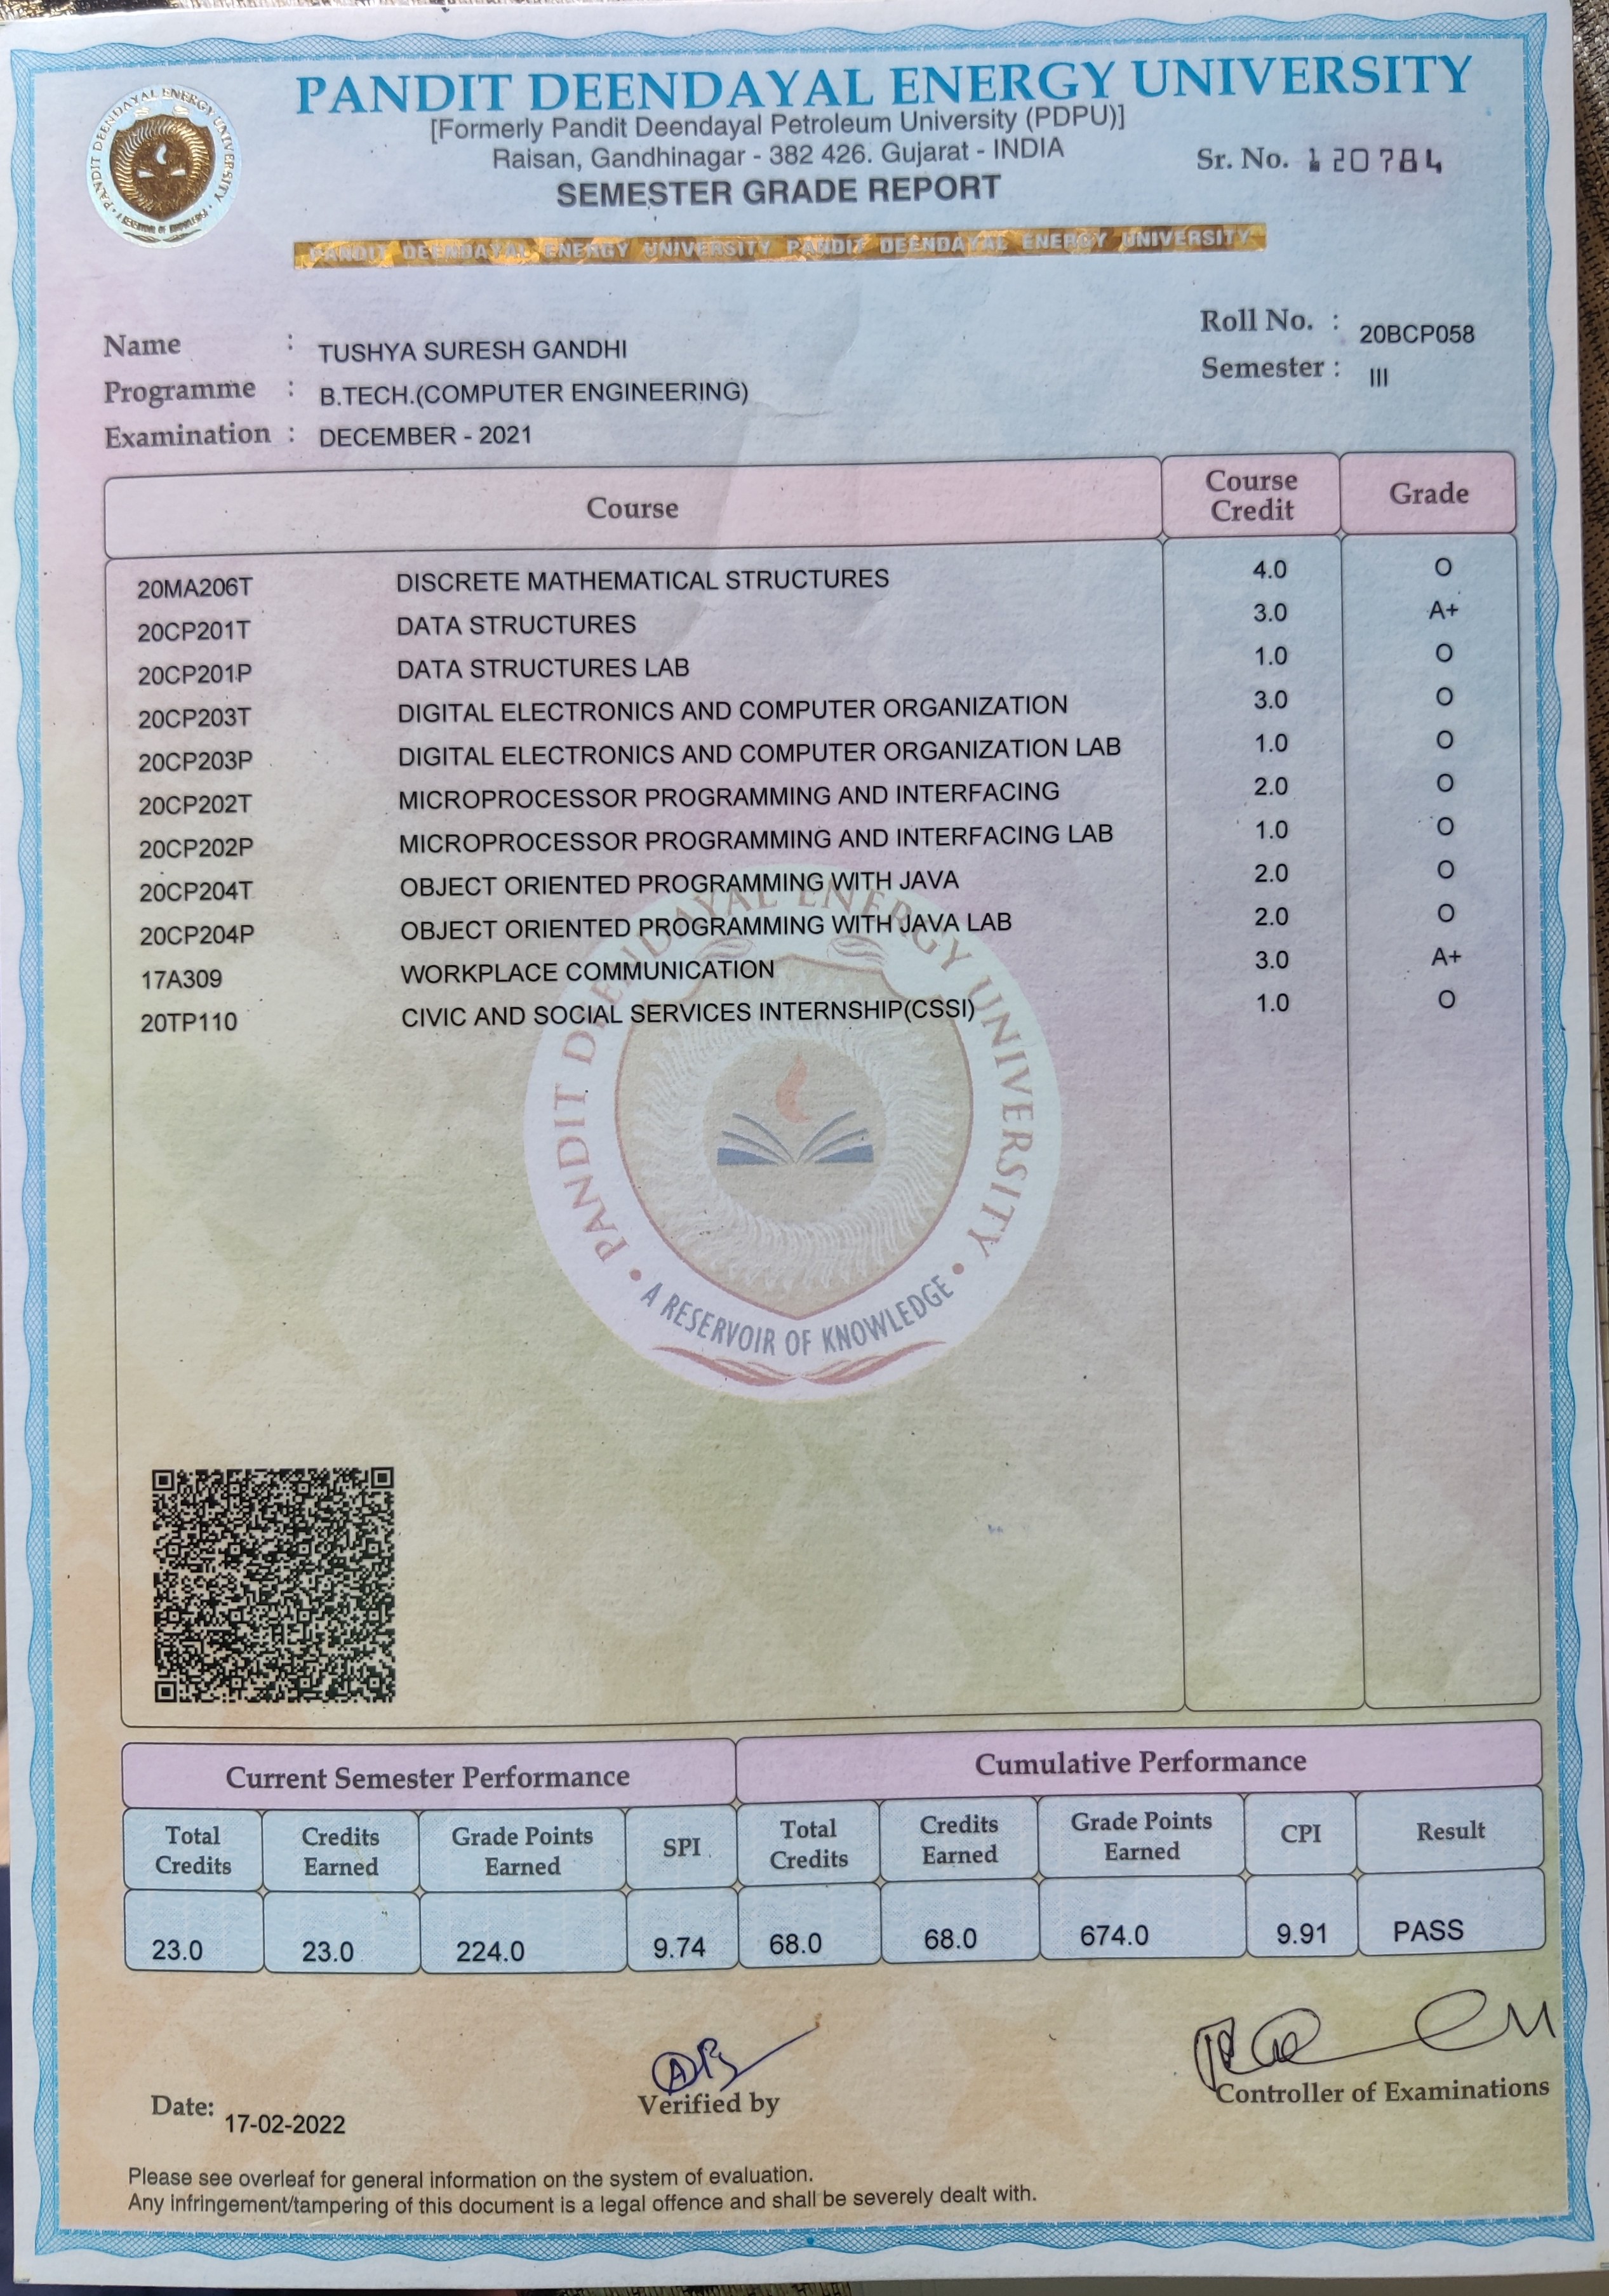 PANDIT DEENDAYAL ENERGY UNIVERSITY
[Formerly Pandit Deendayal Petroleum University (PDPU)]
Raisan, Gandhinagar - 382 426. Gujarat - INDIA
Sr. No. 120784
SEMESTER GRADE REPORT
PANDIT DEENDAYAL ENERGY UNIVERSITY · A RESERVOIR OF KNOWLEDGE ·
PANDIT DEENDAYAL ENERGY UNIVERSITY PANDIT DEENDAYAL ENERGY UNIVERSITY
Name : TUSHYA SURESH GANDHI
Roll No. : 20BCP058
Programme : B.TECH.(COMPUTER ENGINEERING)
Semester : III
Examination : DECEMBER - 2021
Course Course Credit Grade
20MA206T DISCRETE MATHEMATICAL STRUCTURES 4.0 O
20CP201T DATA STRUCTURES 3.0 A+
20CP201P DATA STRUCTURES LAB 1.0 O
20CP203T DIGITAL ELECTRONICS AND COMPUTER ORGANIZATION 3.0 O
20CP203P DIGITAL ELECTRONICS AND COMPUTER ORGANIZATION LAB 1.0 O
20CP202T MICROPROCESSOR PROGRAMMING AND INTERFACING 2.0 O
20CP202P MICROPROCESSOR PROGRAMMING AND INTERFACING LAB 1.0 O
20CP204T OBJECT ORIENTED PROGRAMMING WITH JAVA 2.0 O
20CP204P OBJECT ORIENTED PROGRAMMING WITH JAVA LAB 2.0 O
17A309 WORKPLACE COMMUNICATION 3.0 A+
20TP110 CIVIC AND SOCIAL SERVICES INTERNSHIP(CSSI) 1.0 O
PANDIT DEENDAYAL ENERGY UNIVERSITY
· A RESERVOIR OF KNOWLEDGE ·
Current Semester Performance Cumulative Performance
Total Credits Credits Earned Grade Points Earned SPI Total Credits Credits Earned Grade Points Earned CPI Result
23.0 23.0 224.0 9.74 68.0 68.0 674.0 9.91 PASS
Date: 17-02-2022
Verified by
Controller of Examinations
Please see overleaf for general information on the system of evaluation.
Any infringement/tampering of this document is a legal offence and shall be severely dealt with.